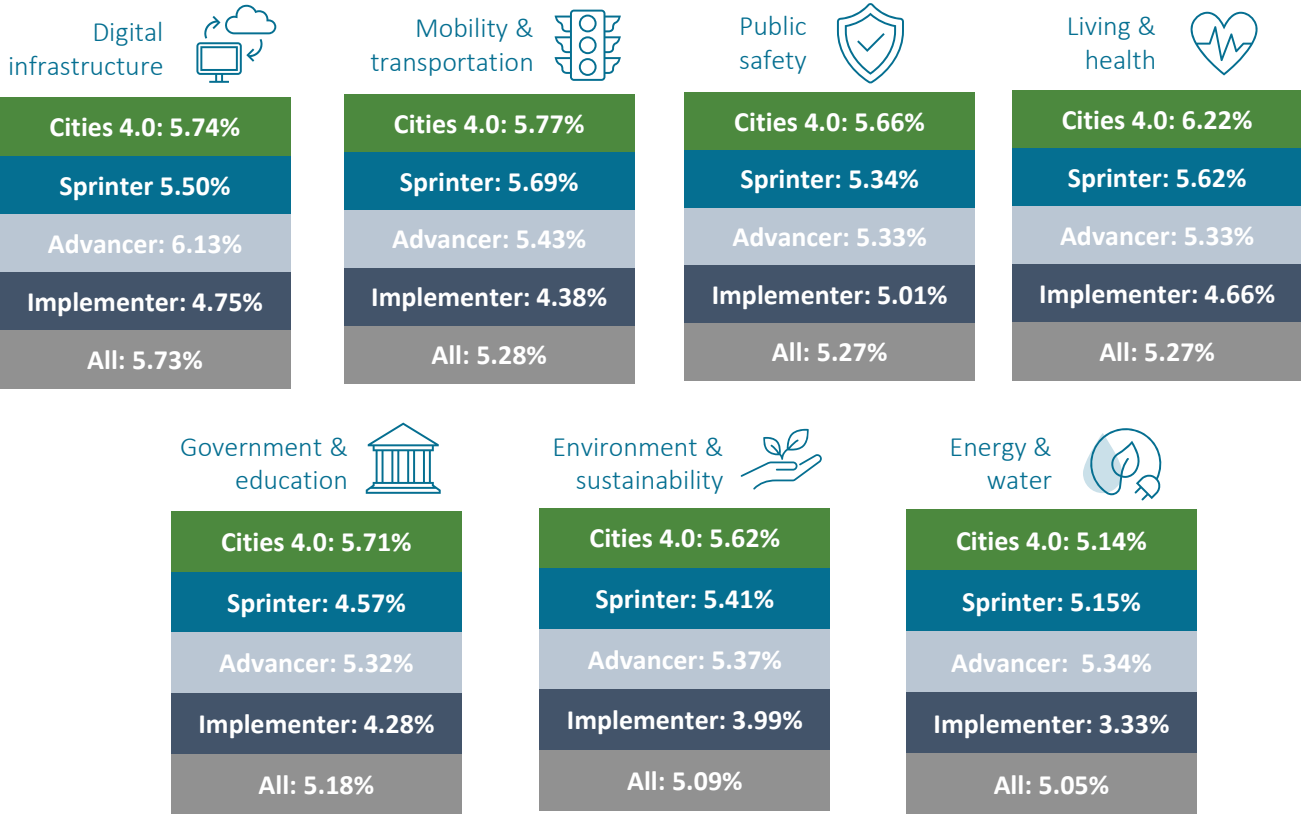 Digital
infrastructure
Cities 4.0: 5.74%
Sprinter 5.50%
Advancer: 6.13%
Implementer: 4.75%
All: 5.73%
Mobility &
transportation
Cities 4.0: 5.77%
Sprinter: 5.69%
Advancer: 5.43%
Implementer: 4.38%
All: 5.28%
Public
safety
Cities 4.0: 5.66%
Sprinter: 5.34%
Advancer: 5.33%
Implementer: 5.01%
All: 5.27%
Living &
health
Cities 4.0: 6.22%
Sprinter: 5.62%
Advancer: 5.33%
Implementer: 4.66%
All: 5.27%
Government &
education
Cities 4.0: 5.71%
Sprinter: 4.57%
Advancer: 5.32%
Implementer: 4.28%
All: 5.18%
Environment &
sustainability
Cities 4.0: 5.62%
Sprinter: 5.41%
Advancer: 5.37%
Implementer: 3.99%
All: 5.09%
Energy &
water
Cities 4.0: 5.14%
Sprinter: 5.15%
Advancer: 5.34%
Implementer: 3.33%
All: 5.05%